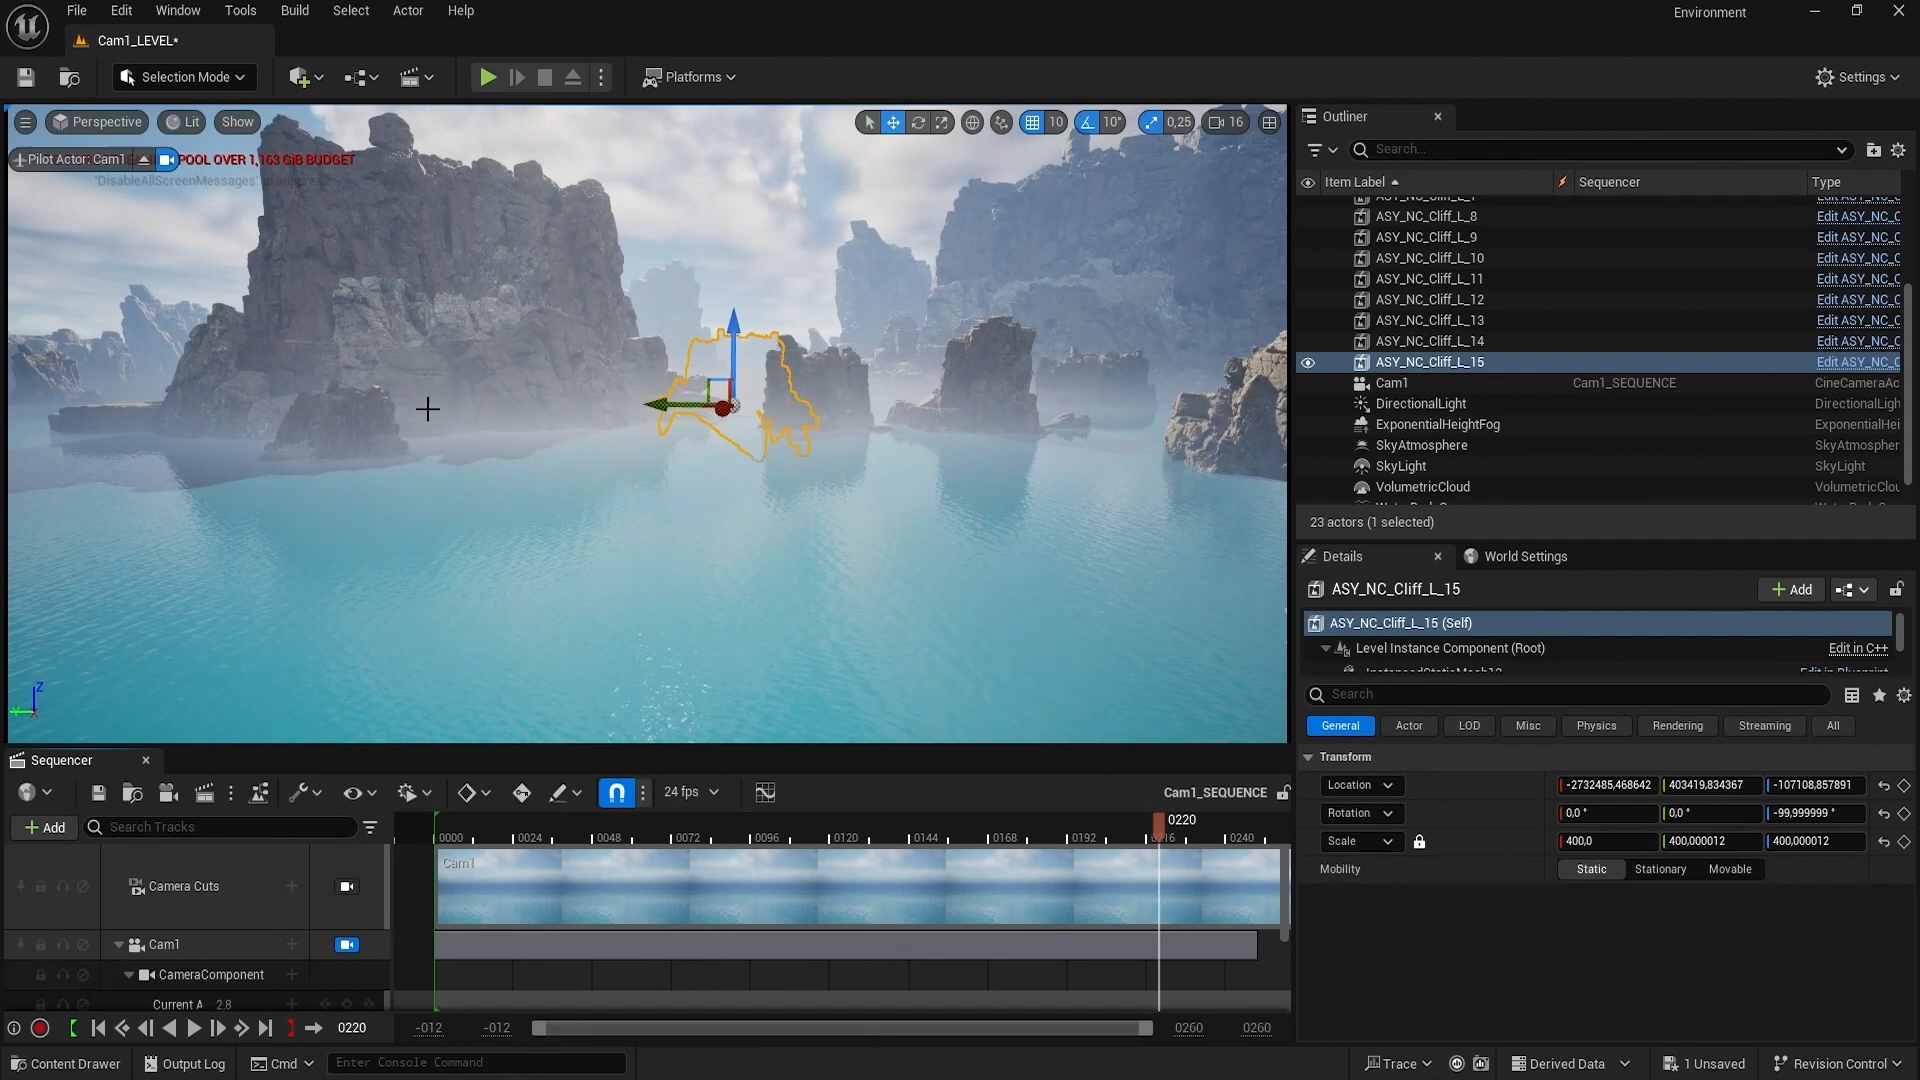 File Edit Window Tools Build Select Actor Help
Environment
Cam1_LEVEL*
Selection Mode
Platforms
Settings
Perspective Lit Show
10 10° 0,25 16
Pilot Actor: Cam1
POOL OVER 1,163 GiB BUDGET
'DisableAllScreenMessages' to suppress
Z
Y
Outliner
Search...
Item Label Sequencer Type
ASY_NC_Cliff_L_7
ASY_NC_Cliff_L_8 Edit ASY_NC_C
ASY_NC_Cliff_L_9 Edit ASY_NC_C
ASY_NC_Cliff_L_10 Edit ASY_NC_C
ASY_NC_Cliff_L_11 Edit ASY_NC_C
ASY_NC_Cliff_L_12 Edit ASY_NC_C
ASY_NC_Cliff_L_13 Edit ASY_NC_C
ASY_NC_Cliff_L_14 Edit ASY_NC_C
ASY_NC_Cliff_L_15 Edit ASY_NC_C
Cam1 Cam1_SEQUENCE CineCameraAc
DirectionalLight DirectionalLigh
ExponentialHeightFog ExponentialHei
SkyAtmosphere SkyAtmospher
SkyLight SkyLight
VolumetricCloud VolumetricClou
23 actors (1 selected)
Details World Settings
ASY_NC_Cliff_L_15
Add
ASY_NC_Cliff_L_15 (Self)
Level Instance Component (Root) Edit in C++
Edit in Blueprint
Search
General Actor LOD Misc Physics Rendering Streaming All
Transform
Location -2732485,468642 403419,834367 -107108,857891
Rotation 0,0 ° 0,0 ° -99,999999 °
Scale 400,0 400,000012 400,000012
Mobility Static Stationary Movable
Sequencer
24 fps
Cam1_SEQUENCE
Add
Search Tracks
0220
0000 0024 0048 0072 0096 0120 0144 0168 0192 0216 0240
Cam1
Camera Cuts
Cam1
CameraComponent
Current A 2,8
0220 -012 -012 0260 0260
Content Drawer Output Log Cmd Enter Console Command
Trace Derived Data 1 Unsaved Revision Control